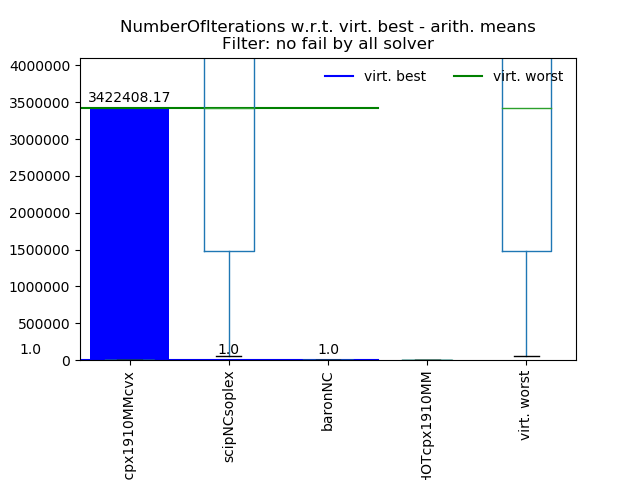 NumberOfIterations w.r.t. virt. best - arith. means
Filter: no fail by all solver
4000000
3500000
3000000
2500000
2000000
1500000
1000000
500000
0
virt. best
virt. worst
3422408.17
1.0
1.0
1.0
cpx1910MMcvx
scipNCsoplex
baronNC
HOTcpx1910MM
virt. worst